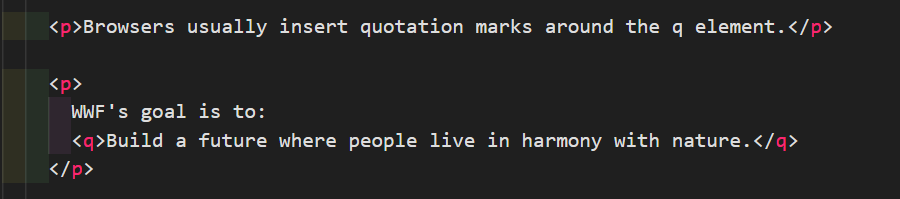 <p>Browsers usually insert quotation marks around the q element.</p>
<p>
WWF's goal is to:
<q>Build a future where people live in harmony with nature.</q>
</p>